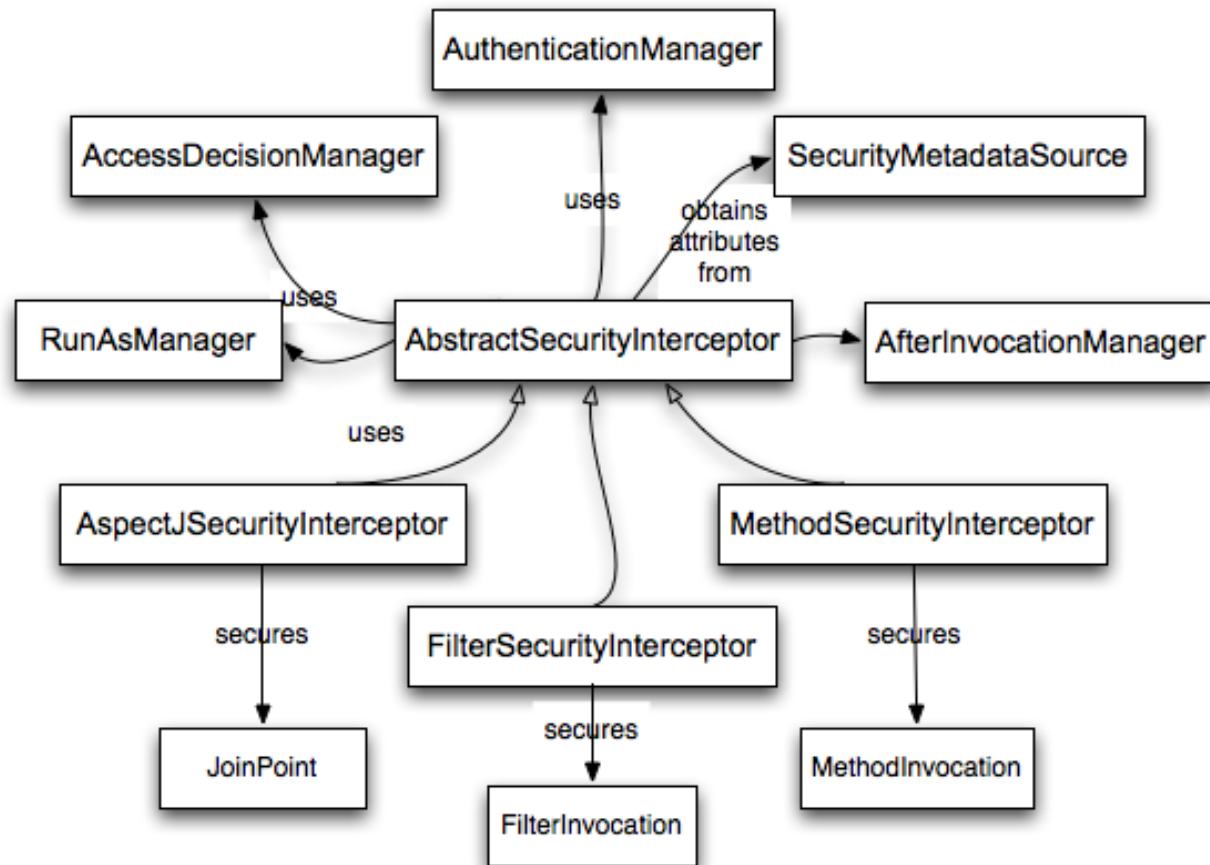 AuthenticationManager
AccessDecisionManager
SecurityMetadataSource
uses
obtains
attributes
from
uses
RunAsManager
AbstractSecurityInterceptor
AfterInvocationManager
uses
AspectJSecurityInterceptor
MethodSecurityInterceptor
secures
FilterSecurityInterceptor
secures
secures
JoinPoint
MethodInvocation
FilterInvocation